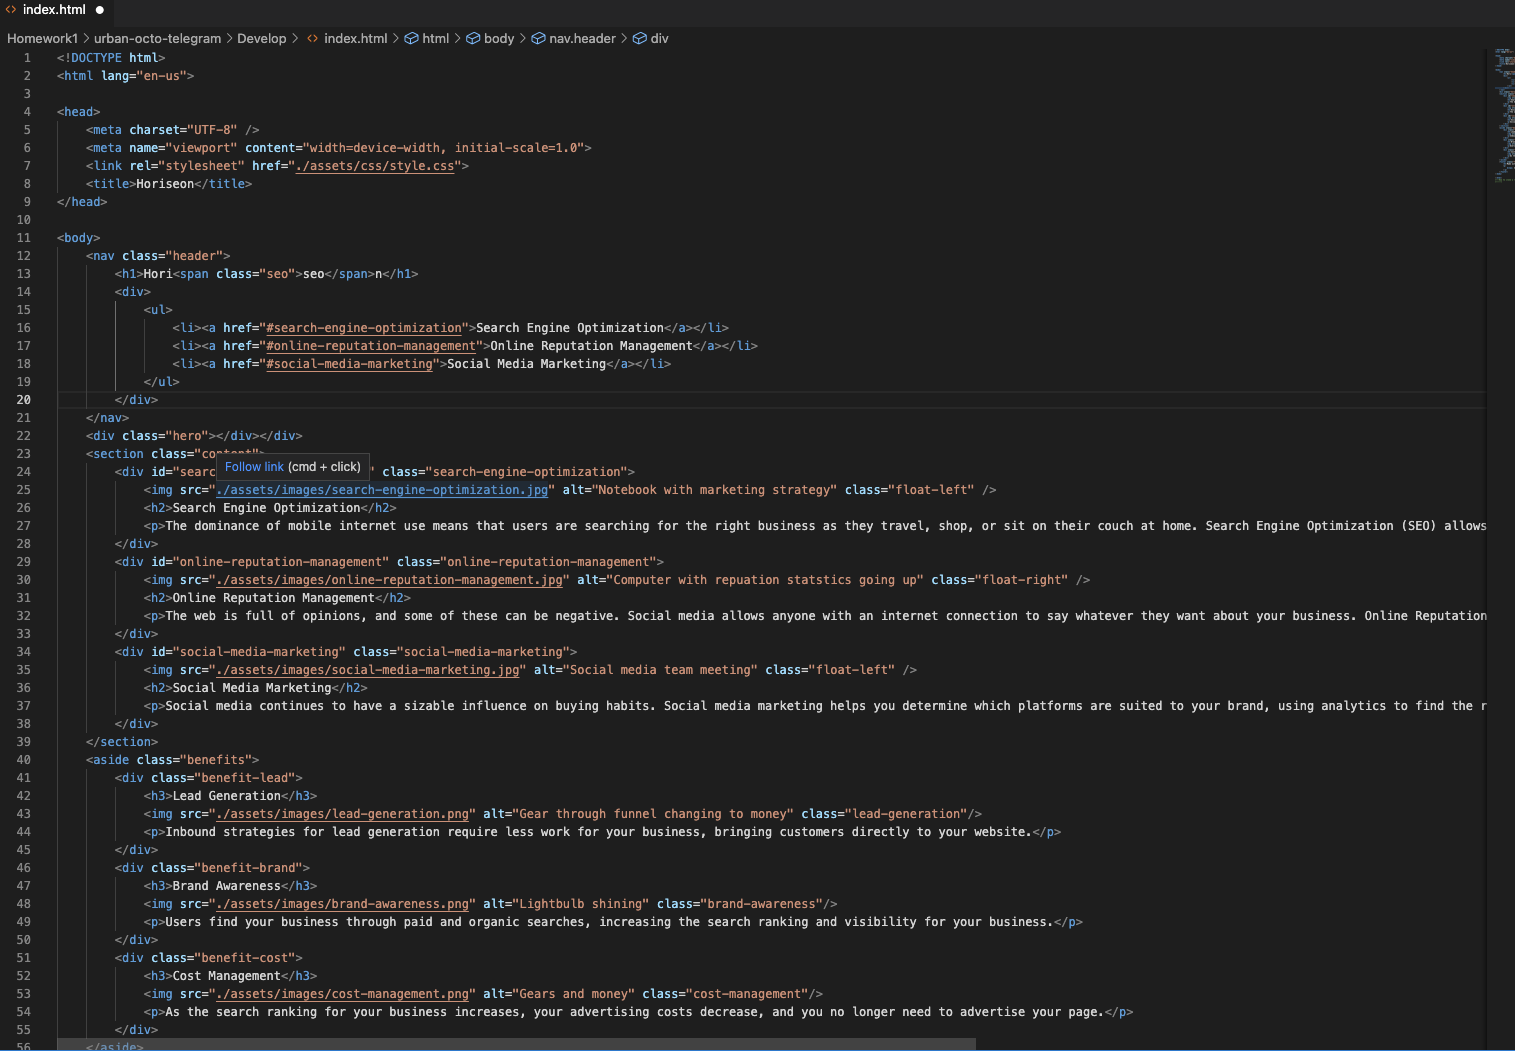 index.html
Homework1 > urban-octo-telegram > Develop > index.html > html > body > nav.header > div
1 <!DOCTYPE html>
2 <html lang="en-us">
3
4 <head>
5 <meta charset="UTF-8" />
6 <meta name="viewport" content="width=device-width, initial-scale=1.0">
7 <link rel="stylesheet" href="./assets/css/style.css">
8 <title>Horiseon</title>
9 </head>
10
11 <body>
12 <nav class="header">
13 <h1>Hori<span class="seo">seo</span>n</h1>
14 <div>
15 <ul>
16 <li><a href="#search-engine-optimization">Search Engine Optimization</a></li>
17 <li><a href="#online-reputation-management">Online Reputation Management</a></li>
18 <li><a href="#social-media-marketing">Social Media Marketing</a></li>
19 </ul>
20 </div>
21 </nav>
22 <div class="hero"></div></div>
23 <section class="content">
Follow link (cmd + click)
24 <div id="searc " class="search-engine-optimization">
25 <img src="./assets/images/search-engine-optimization.jpg" alt="Notebook with marketing strategy" class="float-left" />
26 <h2>Search Engine Optimization</h2>
27 <p>The dominance of mobile internet use means that users are searching for the right business as they travel, shop, or sit on their couch at home. Search Engine Optimization (SEO) allows
28 </div>
29 <div id="online-reputation-management" class="online-reputation-management">
30 <img src="./assets/images/online-reputation-management.jpg" alt="Computer with repuation statstics going up" class="float-right" />
31 <h2>Online Reputation Management</h2>
32 <p>The web is full of opinions, and some of these can be negative. Social media allows anyone with an internet connection to say whatever they want about your business. Online Reputation
33 </div>
34 <div id="social-media-marketing" class="social-media-marketing">
35 <img src="./assets/images/social-media-marketing.jpg" alt="Social media team meeting" class="float-left" />
36 <h2>Social Media Marketing</h2>
37 <p>Social media continues to have a sizable influence on buying habits. Social media marketing helps you determine which platforms are suited to your brand, using analytics to find the r
38 </div>
39 </section>
40 <aside class="benefits">
41 <div class="benefit-lead">
42 <h3>Lead Generation</h3>
43 <img src="./assets/images/lead-generation.png" alt="Gear through funnel changing to money" class="lead-generation"/>
44 <p>Inbound strategies for lead generation require less work for your business, bringing customers directly to your website.</p>
45 </div>
46 <div class="benefit-brand">
47 <h3>Brand Awareness</h3>
48 <img src="./assets/images/brand-awareness.png" alt="Lightbulb shining" class="brand-awareness"/>
49 <p>Users find your business through paid and organic searches, increasing the search ranking and visibility for your business.</p>
50 </div>
51 <div class="benefit-cost">
52 <h3>Cost Management</h3>
53 <img src="./assets/images/cost-management.png" alt="Gears and money" class="cost-management"/>
54 <p>As the search ranking for your business increases, your advertising costs decrease, and you no longer need to advertise your page.</p>
55 </div>
56 </aside>